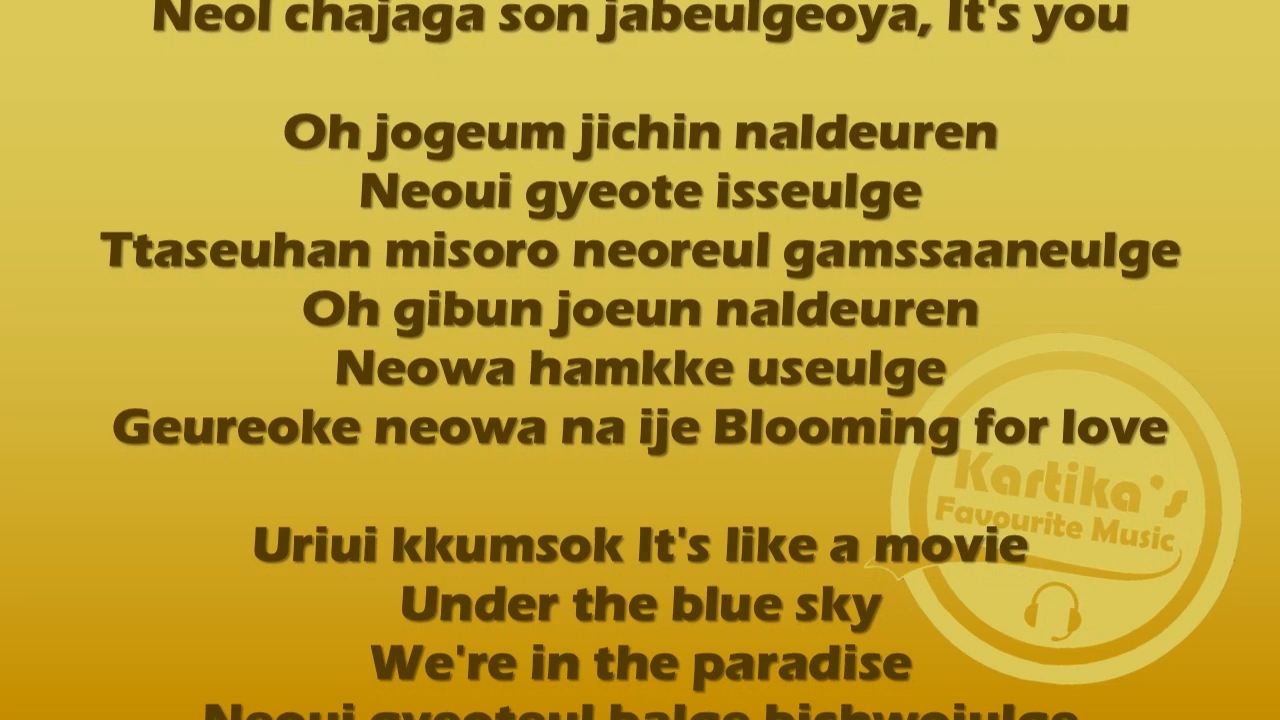 Neol chajaga son jabeulgeoya, It's you
Oh jogeum jichin naldeuren
Neoui gyeote isseulge
Ttaseuhan misoro neoreul gamssaaneulge
Oh gibun joeun naldeuren
Neowa hamkke useulge
Geureoke neowa na ije Blooming for love
Uriui kkumsok It's like a movie
Under the blue sky
We're in the paradise
Neoui gyeoteul balge bichwojulge
Kartika's
Favourite Music